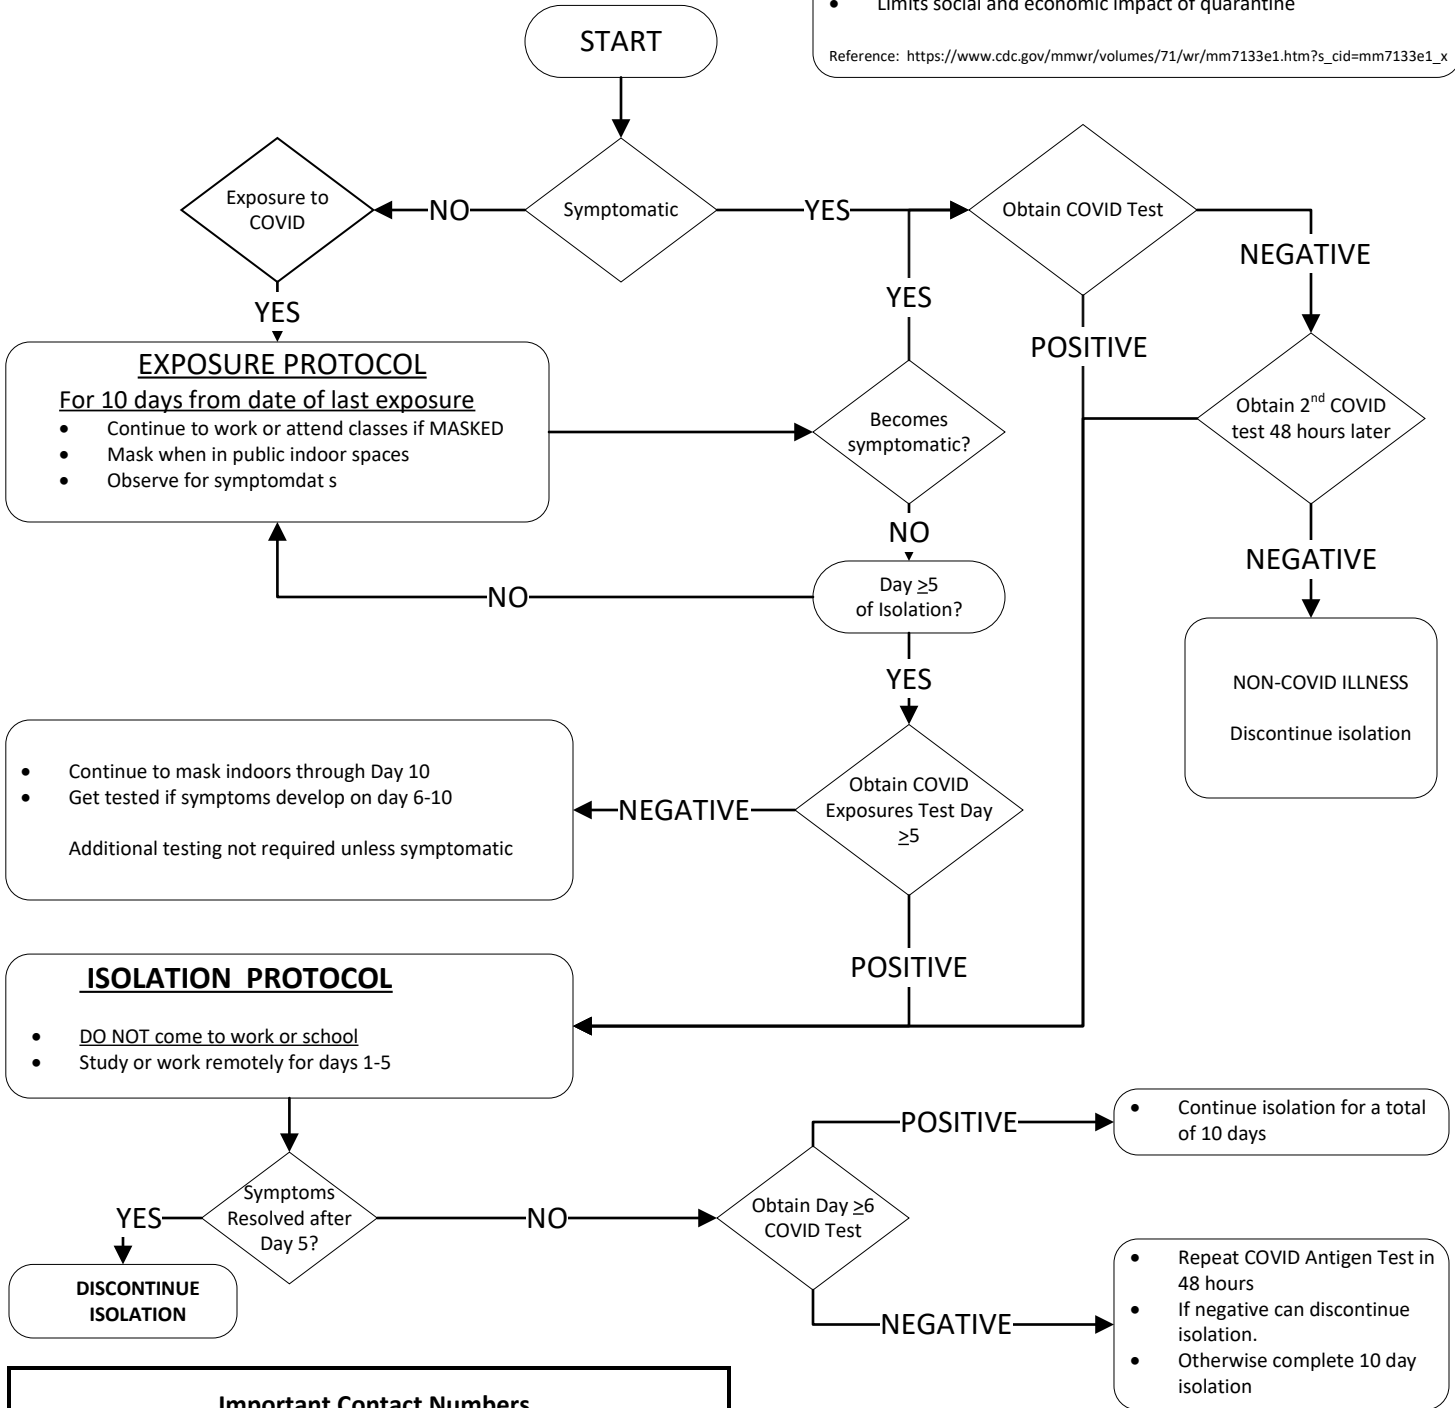 • Limits social and economic impact of quarantine
Reference: https://www.cdc.gov/mmwr/volumes/71/wr/mm7133e1.htm?s_cid=mm7133e1_x
START
Exposure to
COVID
NO
Symptomatic
YES
Obtain COVID Test
NEGATIVE
YES
YES
POSITIVE
EXPOSURE PROTOCOL
For 10 days from date of last exposure
• Continue to work or attend classes if MASKED
• Mask when in public indoor spaces
• Observe for symptomdat s
Becomes
symptomatic?
Obtain 2nd COVID
test 48 hours later
NO
NEGATIVE
NO
Day ≥5
of Isolation?
YES
NON-COVID ILLNESS
Discontinue isolation
• Continue to mask indoors through Day 10
• Get tested if symptoms develop on day 6-10
Additional testing not required unless symptomatic
NEGATIVE
Obtain COVID
Exposures Test Day
≥5
POSITIVE
ISOLATION PROTOCOL
• DO NOT come to work or school
• Study or work remotely for days 1-5
Symptoms
Resolved after
Day 5?
YES
NO
DISCONTINUE
ISOLATION
Obtain Day ≥6
COVID Test
POSITIVE
• Continue isolation for a total
of 10 days
NEGATIVE
• Repeat COVID Antigen Test in
48 hours
• If negative can discontinue
isolation.
• Otherwise complete 10 day
isolation
Important Contact Numbers